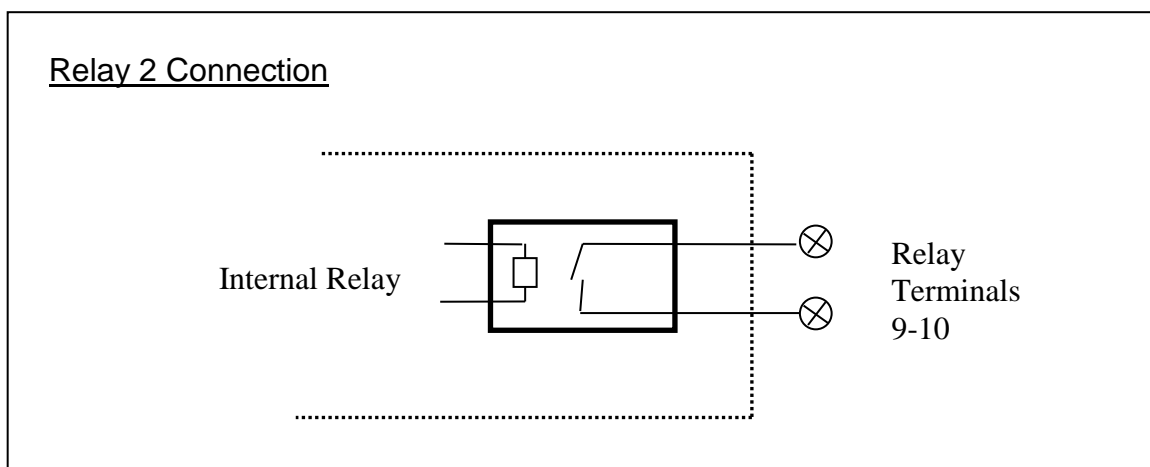 Relay 2 Connection
Internal Relay
Relay
Terminals
9-10